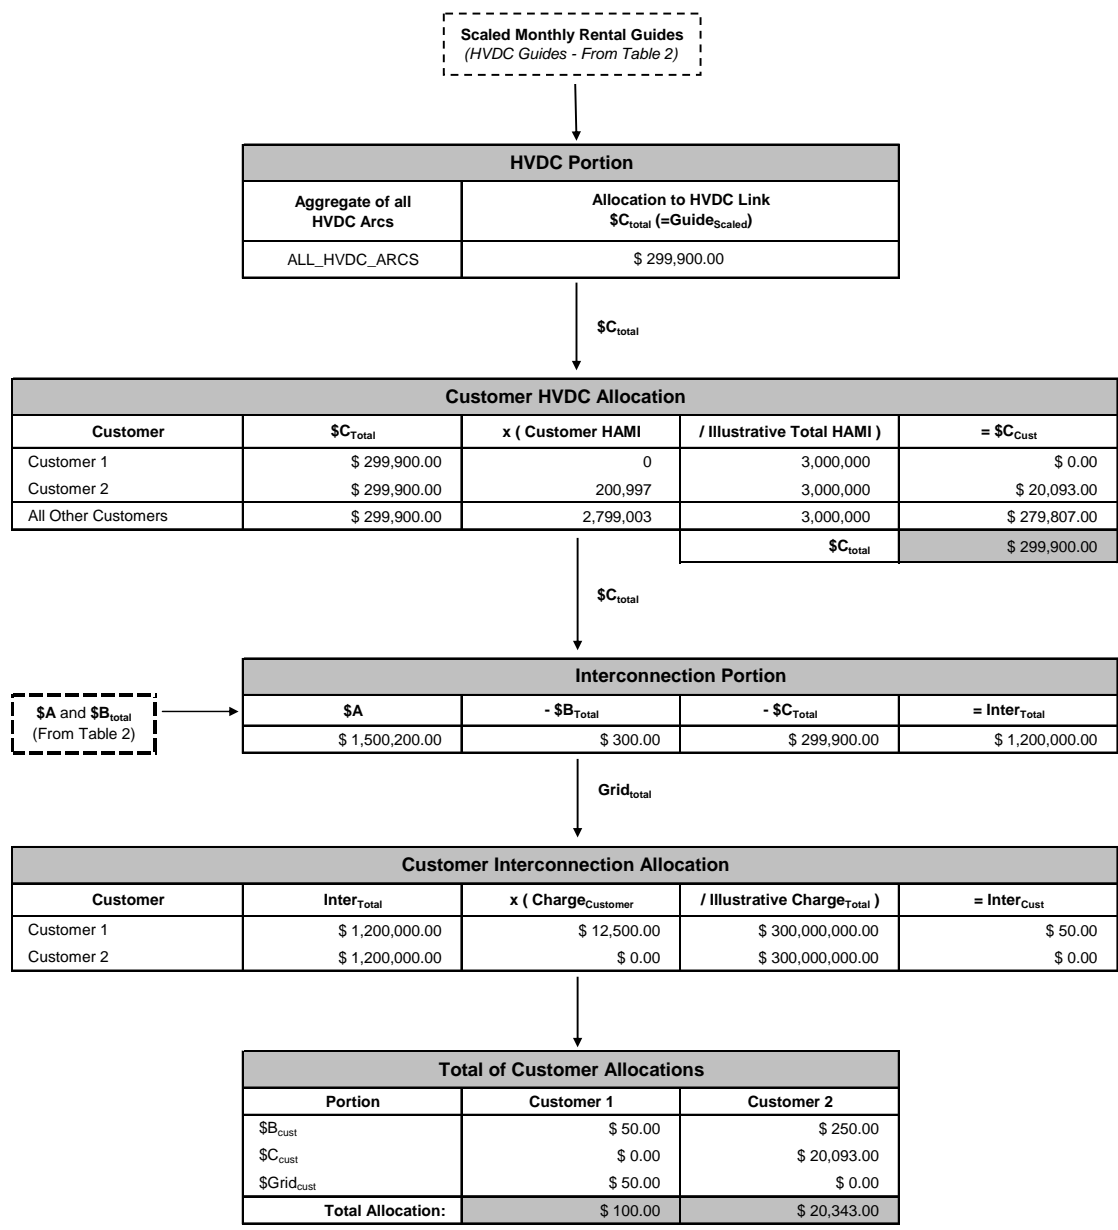 Scaled Monthly Rental Guides
(HVDC Guides - From Table 2)
HVDC Portion
Aggregate of all HVDC Arcs Allocation to HVDC Link $Ctotal (=GuideScaled)
ALL_HVDC_ARCS $ 299,900.00
$Ctotal
Customer HVDC Allocation
Customer $CTotal x ( Customer HAMI / Illustrative Total HAMI ) = $CCust
Customer 1 $ 299,900.00 0 3,000,000 $ 0.00
Customer 2 $ 299,900.00 200,997 3,000,000 $ 20,093.00
All Other Customers $ 299,900.00 2,799,003 3,000,000 $ 279,807.00
$Ctotal $ 299,900.00
$Ctotal
Interconnection Portion
$A and $Btotal
(From Table 2)
$A - $BTotal - $CTotal = InterTotal
$ 1,500,200.00 $ 300.00 $ 299,900.00 $ 1,200,000.00
Gridtotal
Customer Interconnection Allocation
Customer InterTotal x ( ChargeCustomer / Illustrative ChargeTotal ) = InterCust
Customer 1 $ 1,200,000.00 $ 12,500.00 $ 300,000,000.00 $ 50.00
Customer 2 $ 1,200,000.00 $ 0.00 $ 300,000,000.00 $ 0.00
Total of Customer Allocations
Portion Customer 1 Customer 2
$Bcust $ 50.00 $ 250.00
$Ccust $ 0.00 $ 20,093.00
$Gridcust $ 50.00 $ 0.00
Total Allocation: $ 100.00 $ 20,343.00